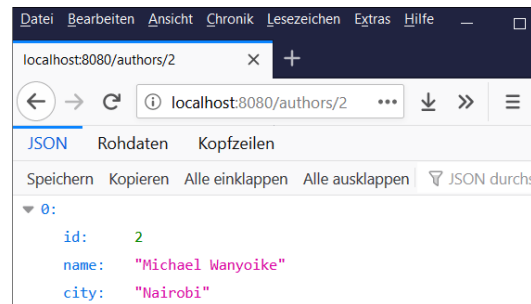 Datei Bearbeiten Ansicht Chronik Lesezeichen Extras Hilfe
localhost:8080/authors/2
localhost:8080/authors/2
JSON Rohdaten Kopfzeilen
Speichern Kopieren Alle einklappen Alle ausklappen JSON
0:
id: 2
name: "Michael Wanyoike"
city: "Nairobi"